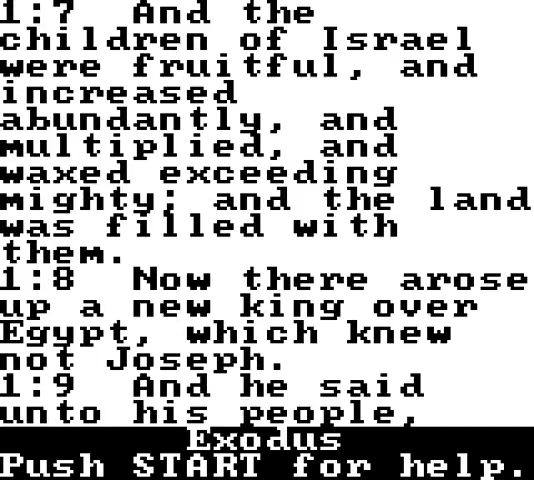 1:7  And the
children of Israel
were fruitful, and
increased
abundantly, and
multiplied, and
waxed exceeding
mighty; and the land
was filled with
them.
1:8  Now there arose
up a new king over
Egypt, which knew
not Joseph.
1:9  And he said
unto his people,
Exodus
Push START for help.